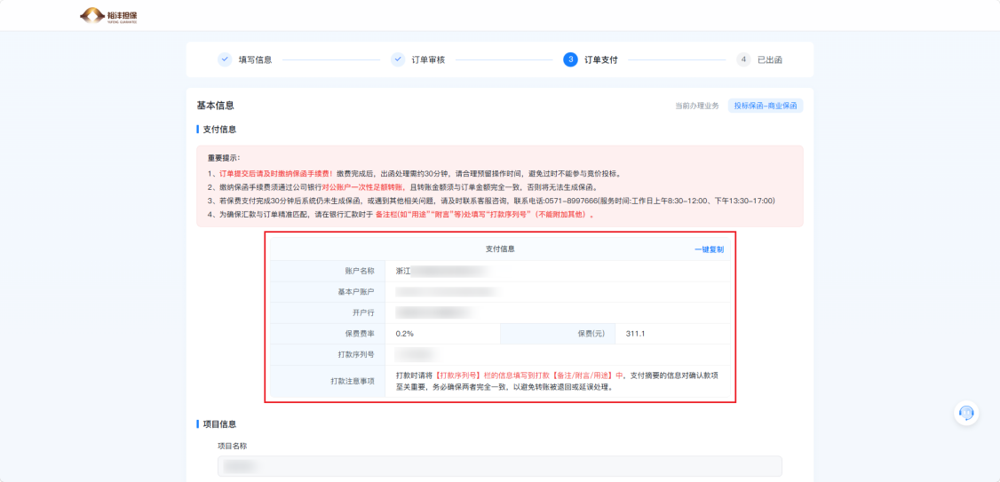 裕沣担保
YUFENG GUARANTEE
填写信息
订单审核
3 订单支付
4 已出函
基本信息
当前办理业务 投标保函-商业保函
支付信息
重要提示:
1、订单提交后请及时缴纳保函手续费！缴费完成后，出函处理需约30分钟，请合理预留操作时间，避免过时不能参与竞价投标。
2、缴纳保函手续费须通过公司银行对公账户一次性足额转账，且转账金额须与订单金额完全一致，否则将无法生成保函。
3、若保费支付完成30分钟后系统仍未生成保函，或遇到其他相关问题，请及时联系客服咨询，联系电话:0571-8997666(服务时间:工作日上午8:30-12:00、下午13:30-17:00)
4、为确保汇款与订单精准匹配，请在银行汇款时于 备注栏(如“用途”“附言”等)处填写“打款序列号”（不能附加其他）。
支付信息 一键复制
账户名称 浙江
基本户账户
开户行
保费费率 0.2% 保费(元) 311.1
打款序列号
打款注意事项 打款时请将【打款序列号】栏的信息填写到打款【备注/附言/用途】中。支付摘要的信息对确认款项
至关重要，务必确保两者完全一致，以避免转账被退回或延误处理。
项目信息
项目名称